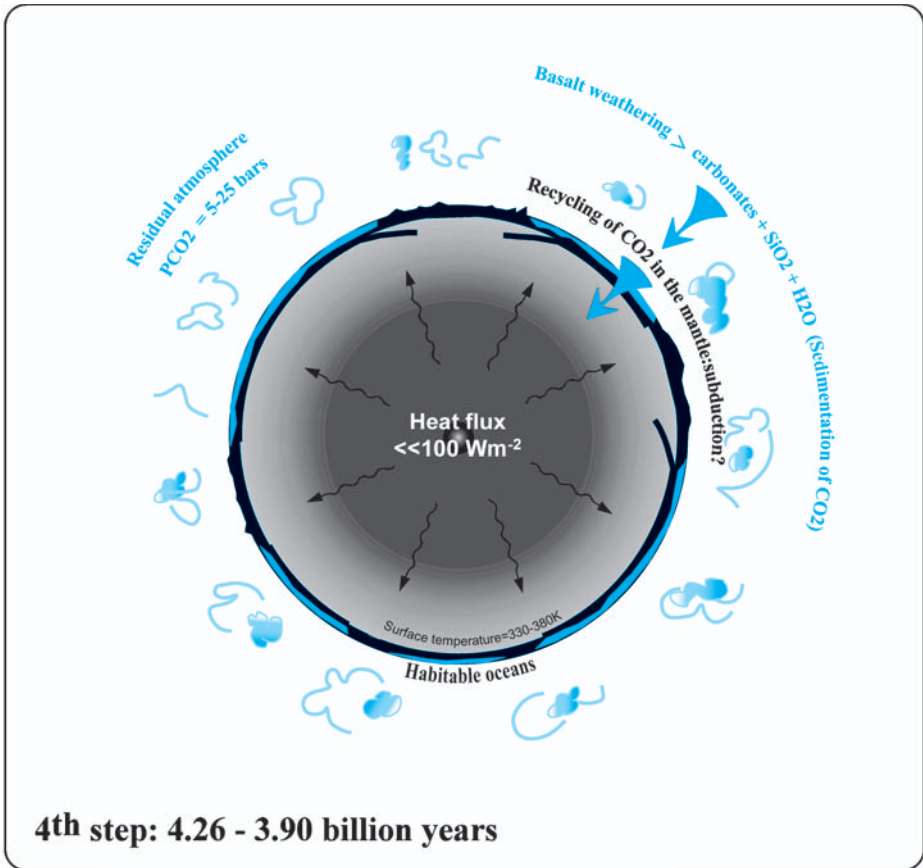 Basalt weathering > carbonates + SiO2 + H2O (Sedimentation of CO2)
Residual atmosphere
PCO2 = 5-25 bars
Recycling of CO2 in the mantle:subduction?
Heat flux
<<100 Wm-2
Surface temperature=330-380K
Habitable oceans
4th step: 4.26 - 3.90 billion years